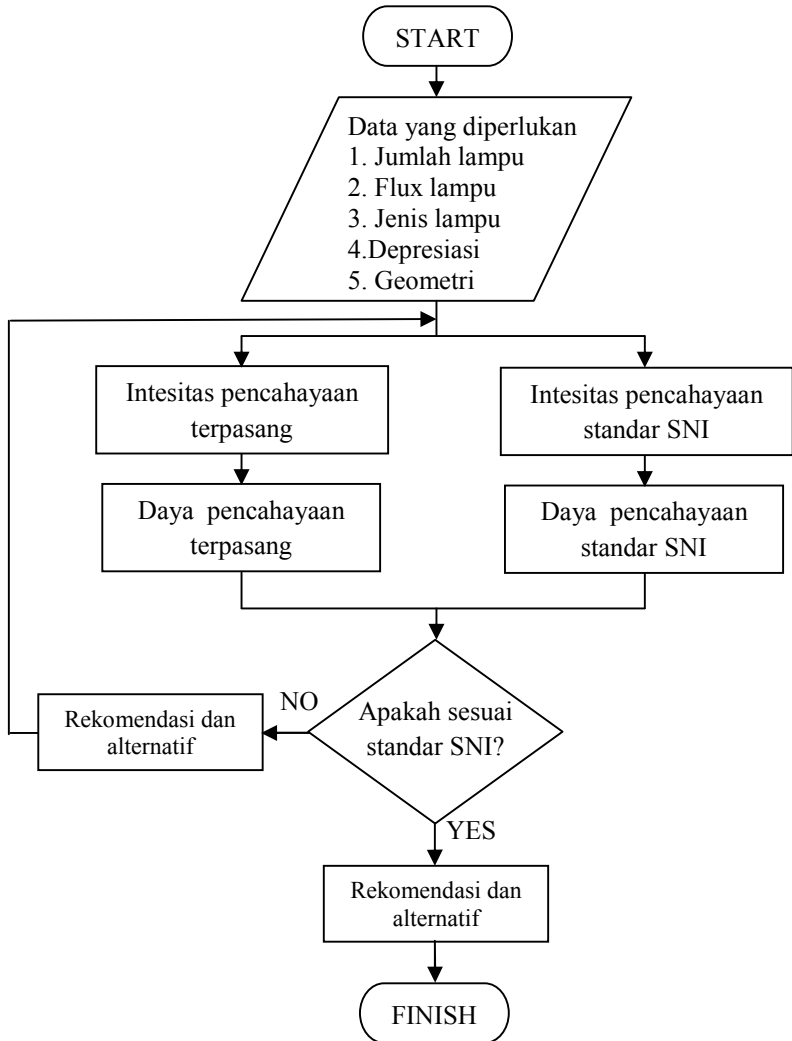 START
Data yang diperlukan
1. Jumlah lampu
2. Flux lampu
3. Jenis lampu
4.Depresiasi
5. Geometri
Intesitas pencahayaan
terpasang
Intesitas pencahayaan
standar SNI
Daya pencahayaan
terpasang
Daya pencahayaan
standar SNI
Apakah sesuai
standar SNI?
NO
Rekomendasi dan
alternatif
YES
Rekomendasi dan
alternatif
FINISH